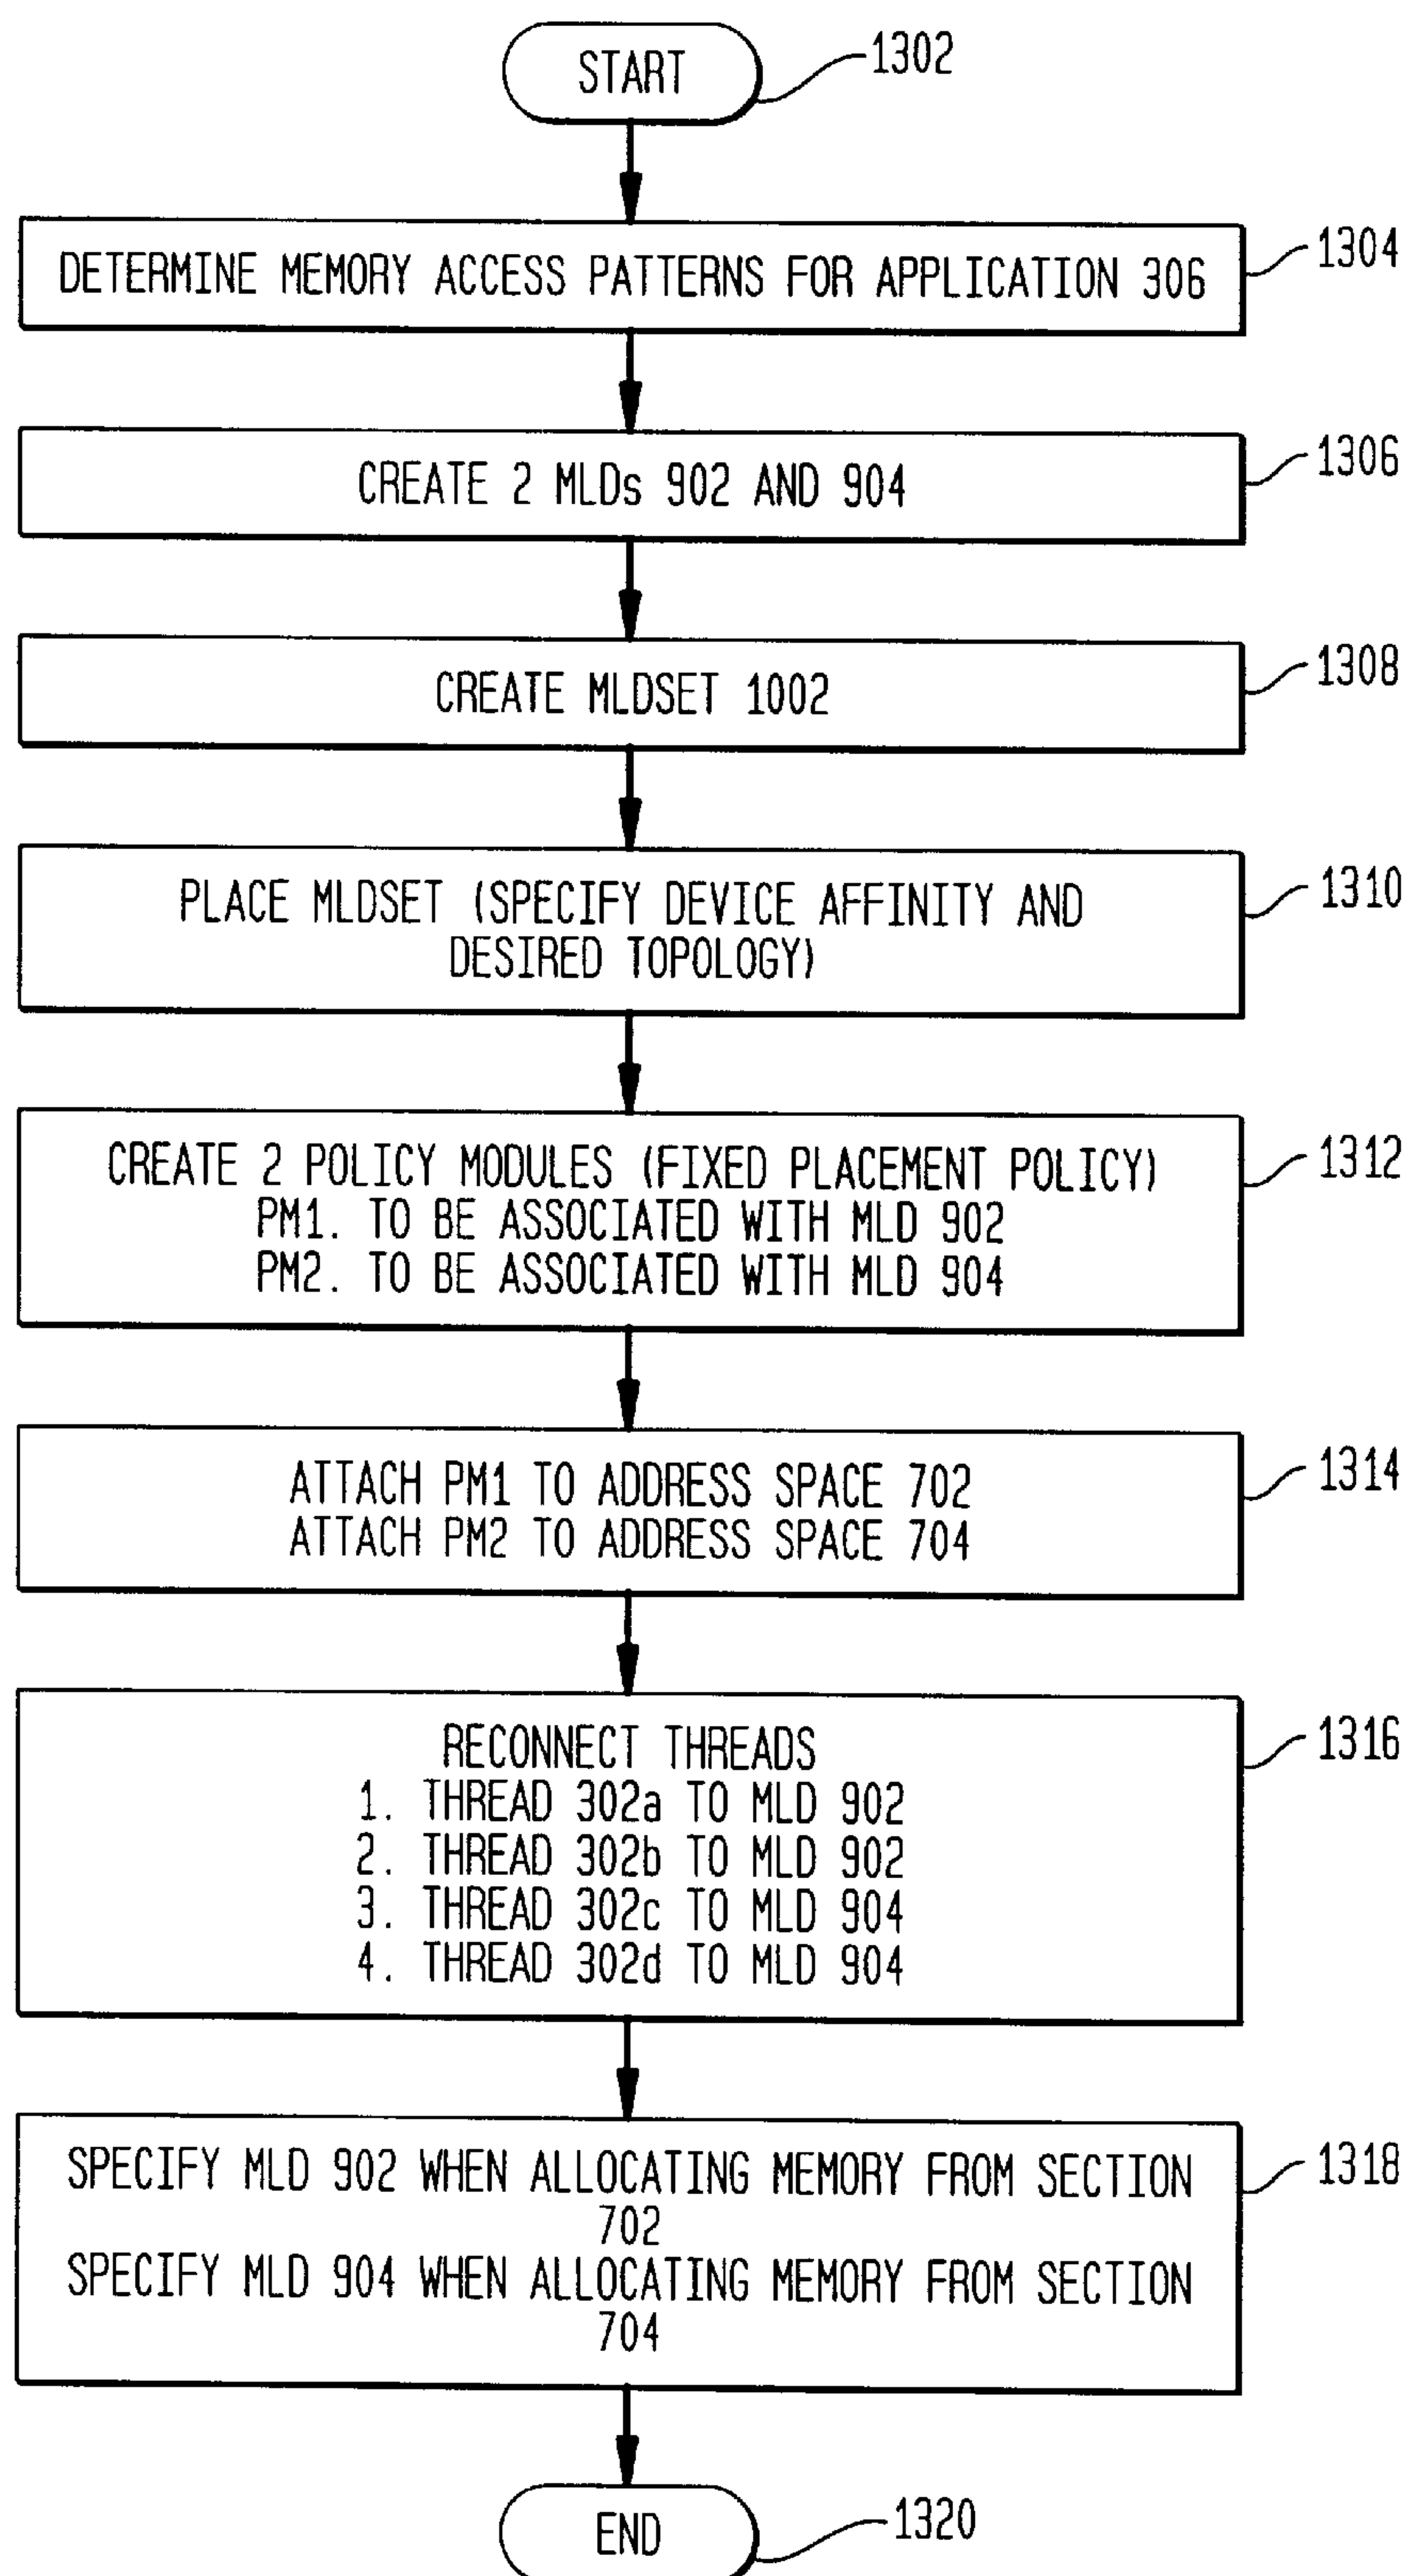 START
1302
DETERMINE MEMORY ACCESS PATTERNS FOR APPLICATION 306
1304
CREATE 2 MLDs 902 AND 904
1306
CREATE MLDSET 1002
1308
PLACE MLDSET (SPECIFY DEVICE AFFINITY AND
DESIRED TOPOLOGY)
1310
CREATE 2 POLICY MODULES (FIXED PLACEMENT POLICY)
PM1. TO BE ASSOCIATED WITH MLD 902
PM2. TO BE ASSOCIATED WITH MLD 904
1312
ATTACH PM1 TO ADDRESS SPACE 702
ATTACH PM2 TO ADDRESS SPACE 704
1314
RECONNECT THREADS
1. THREAD 302a TO MLD 902
2. THREAD 302b TO MLD 902
3. THREAD 302c TO MLD 904
4. THREAD 302d TO MLD 904
1316
SPECIFY MLD 902 WHEN ALLOCATING MEMORY FROM SECTION
702
SPECIFY MLD 904 WHEN ALLOCATING MEMORY FROM SECTION
704
1318
END
1320